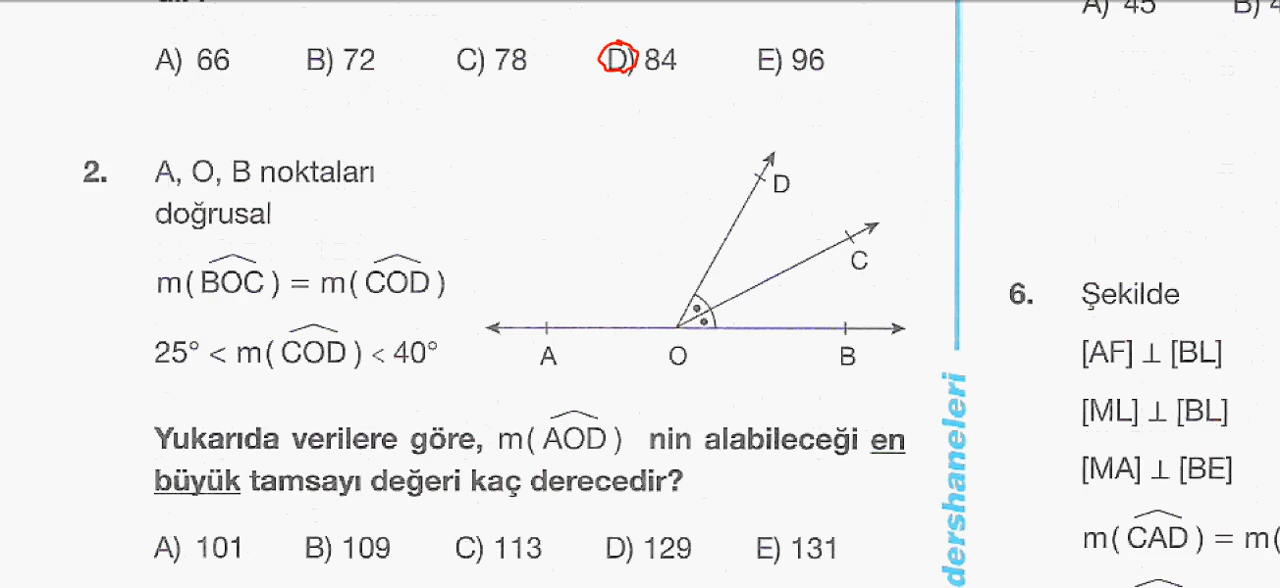 A) 66 B) 72 C) 78 D) 84 E) 96
2. A, O, B noktaları
doğrusal
m(BOC) = m(COD)
25° < m(COD) < 40°
D
C
A O B
Yukarıda verilere göre, m(AOD) nin alabileceği en
büyük tamsayı değeri kaç derecedir?
A) 101 B) 109 C) 113 D) 129 E) 131
dershaneleri
A) 45 B)
6. Şekilde
[AF] ⊥ [BL]
[ML] ⊥ [BL]
[MA] ⊥ [BE]
m(CAD) = m(